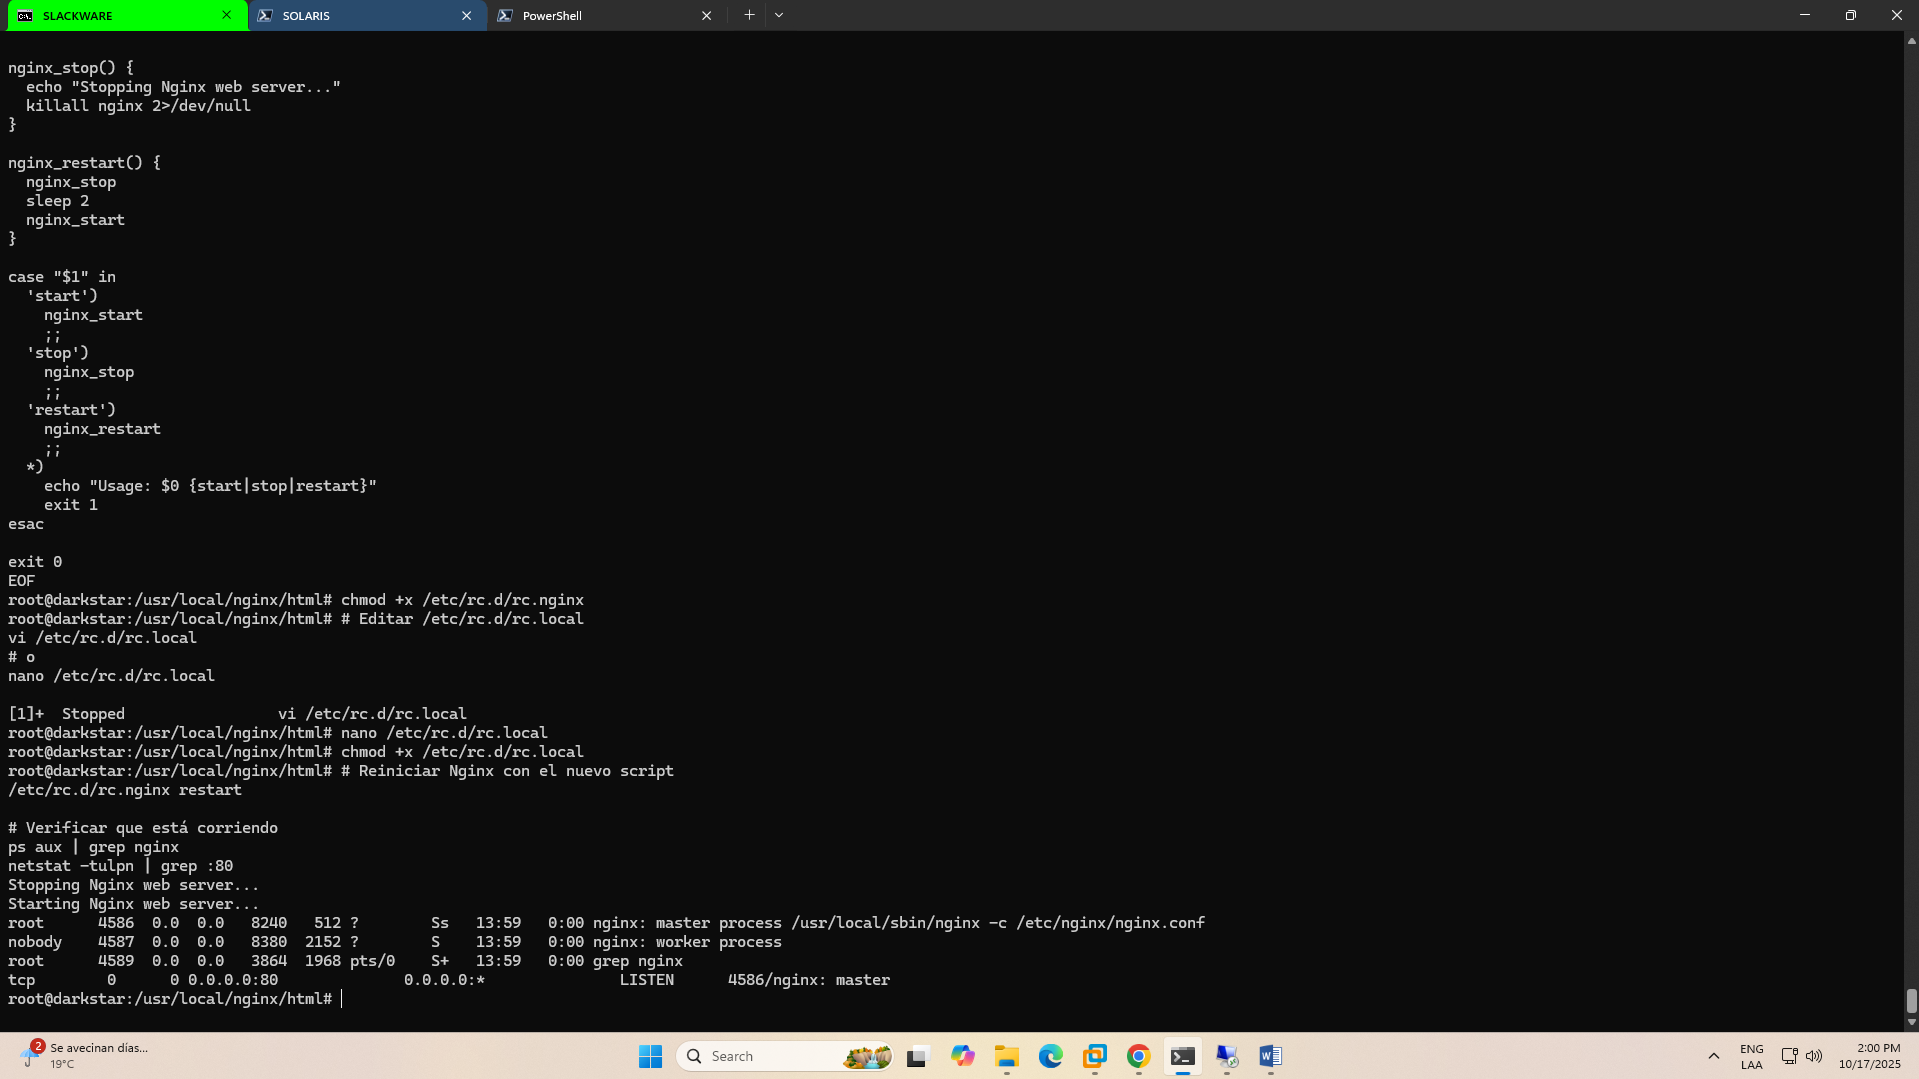 SLACKWARE
SOLARIS
PowerShell
nginx_stop() {
  echo "Stopping Nginx web server..."
  killall nginx 2>/dev/null
}
nginx_restart() {
  nginx_stop
  sleep 2
  nginx_start
}
case "$1" in
  'start')
    nginx_start
    ;;
  'stop')
    nginx_stop
    ;;
  'restart')
    nginx_restart
    ;;
  *)
    echo "Usage: $0 {start|stop|restart}"
    exit 1
esac
exit 0
EOF
root@darkstar:/usr/local/nginx/html# chmod +x /etc/rc.d/rc.nginx
root@darkstar:/usr/local/nginx/html# # Editar /etc/rc.d/rc.local
vi /etc/rc.d/rc.local
# o
nano /etc/rc.d/rc.local
[1]+  Stopped                 vi /etc/rc.d/rc.local
root@darkstar:/usr/local/nginx/html# nano /etc/rc.d/rc.local
root@darkstar:/usr/local/nginx/html# chmod +x /etc/rc.d/rc.local
root@darkstar:/usr/local/nginx/html# # Reiniciar Nginx con el nuevo script
/etc/rc.d/rc.nginx restart
# Verificar que está corriendo
ps aux | grep nginx
netstat -tulpn | grep :80
Stopping Nginx web server...
Starting Nginx web server...
root      4586  0.0  0.0   8240   512 ?        Ss   13:59   0:00 nginx: master process /usr/local/sbin/nginx -c /etc/nginx/nginx.conf
nobody    4587  0.0  0.0   8380  2152 ?        S    13:59   0:00 nginx: worker process
root      4589  0.0  0.0   3864  1968 pts/0    S+   13:59   0:00 grep nginx
tcp        0      0 0.0.0.0:80              0.0.0.0:*               LISTEN      4586/nginx: master
root@darkstar:/usr/local/nginx/html#
2
Se avecinan días...
19°C
Search
ENG
LAA
2:00 PM
10/17/2025